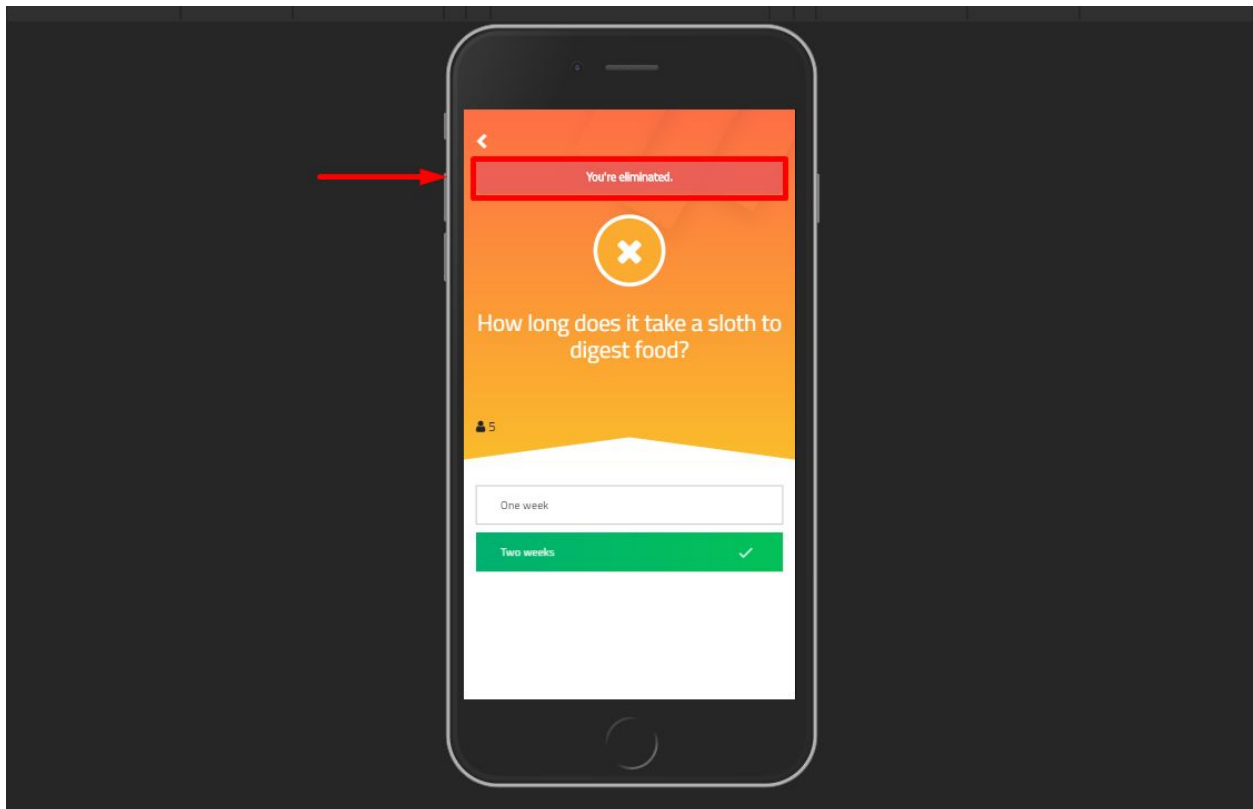 You're eliminated.
How long does it take a sloth to
digest food?
5
One week
Two weeks